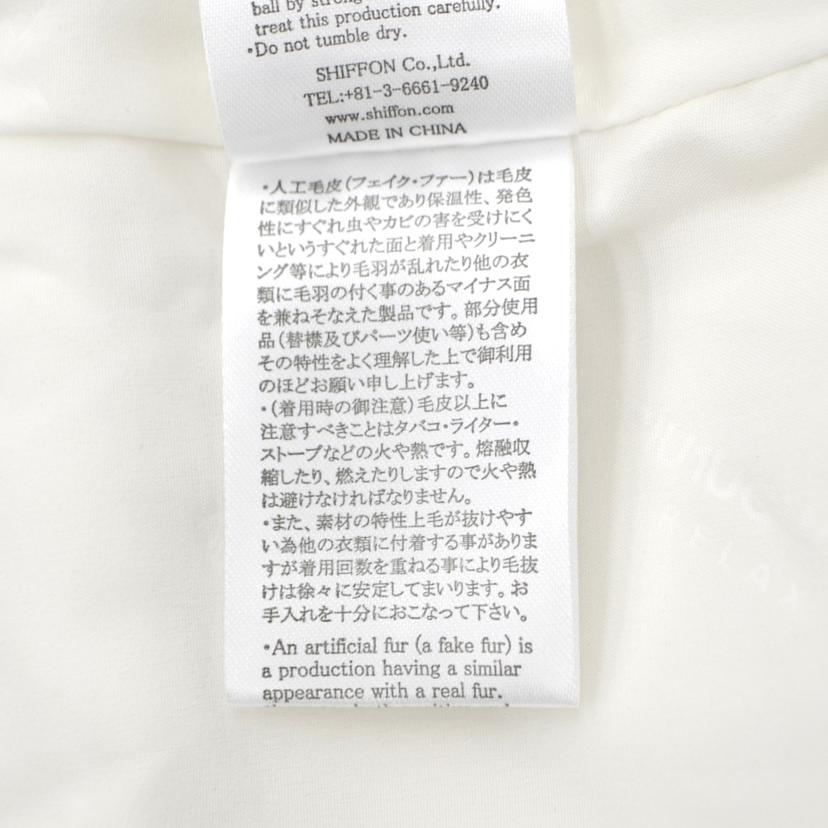 ball by
treat this production carefully.
•Do not tumble dry.
SHIFFON Co.,Ltd.
TEL:+81-3-6661-9240
www.shiffon.com
MADE IN CHINA
・人工毛皮(フェイク・ファー)は毛皮
に類似した外観であり保温性、発色
性にすぐれ虫やカビの害を受けにく
いというすぐれた面と着用やクリーニ
ング等により毛羽が乱れたり他の衣
類に毛羽の付く事のあるマイナス面
を兼ねそなえた製品です。部分使用
品(替襟及びパーツ使い等)も含め
その特性をよく理解した上で御利用
のほどお願い申し上げます。
・(着用時の御注意)毛皮以上に
注意すべきことはタバコ・ライター・
ストーブなどの火や熱です。熔融収
縮したり、燃えたりしますので火や熱
は避けなければなりません。
・また、素材の特性上毛が抜けやす
い為他の衣類に付着する事がありま
すが着用回数を重ねる事により毛抜
けは徐々に安定してまいります。お
手入れを十分におこなって下さい。
•An artificial fur (a fake fur) is
a production having a similar
appearance with a real fur.